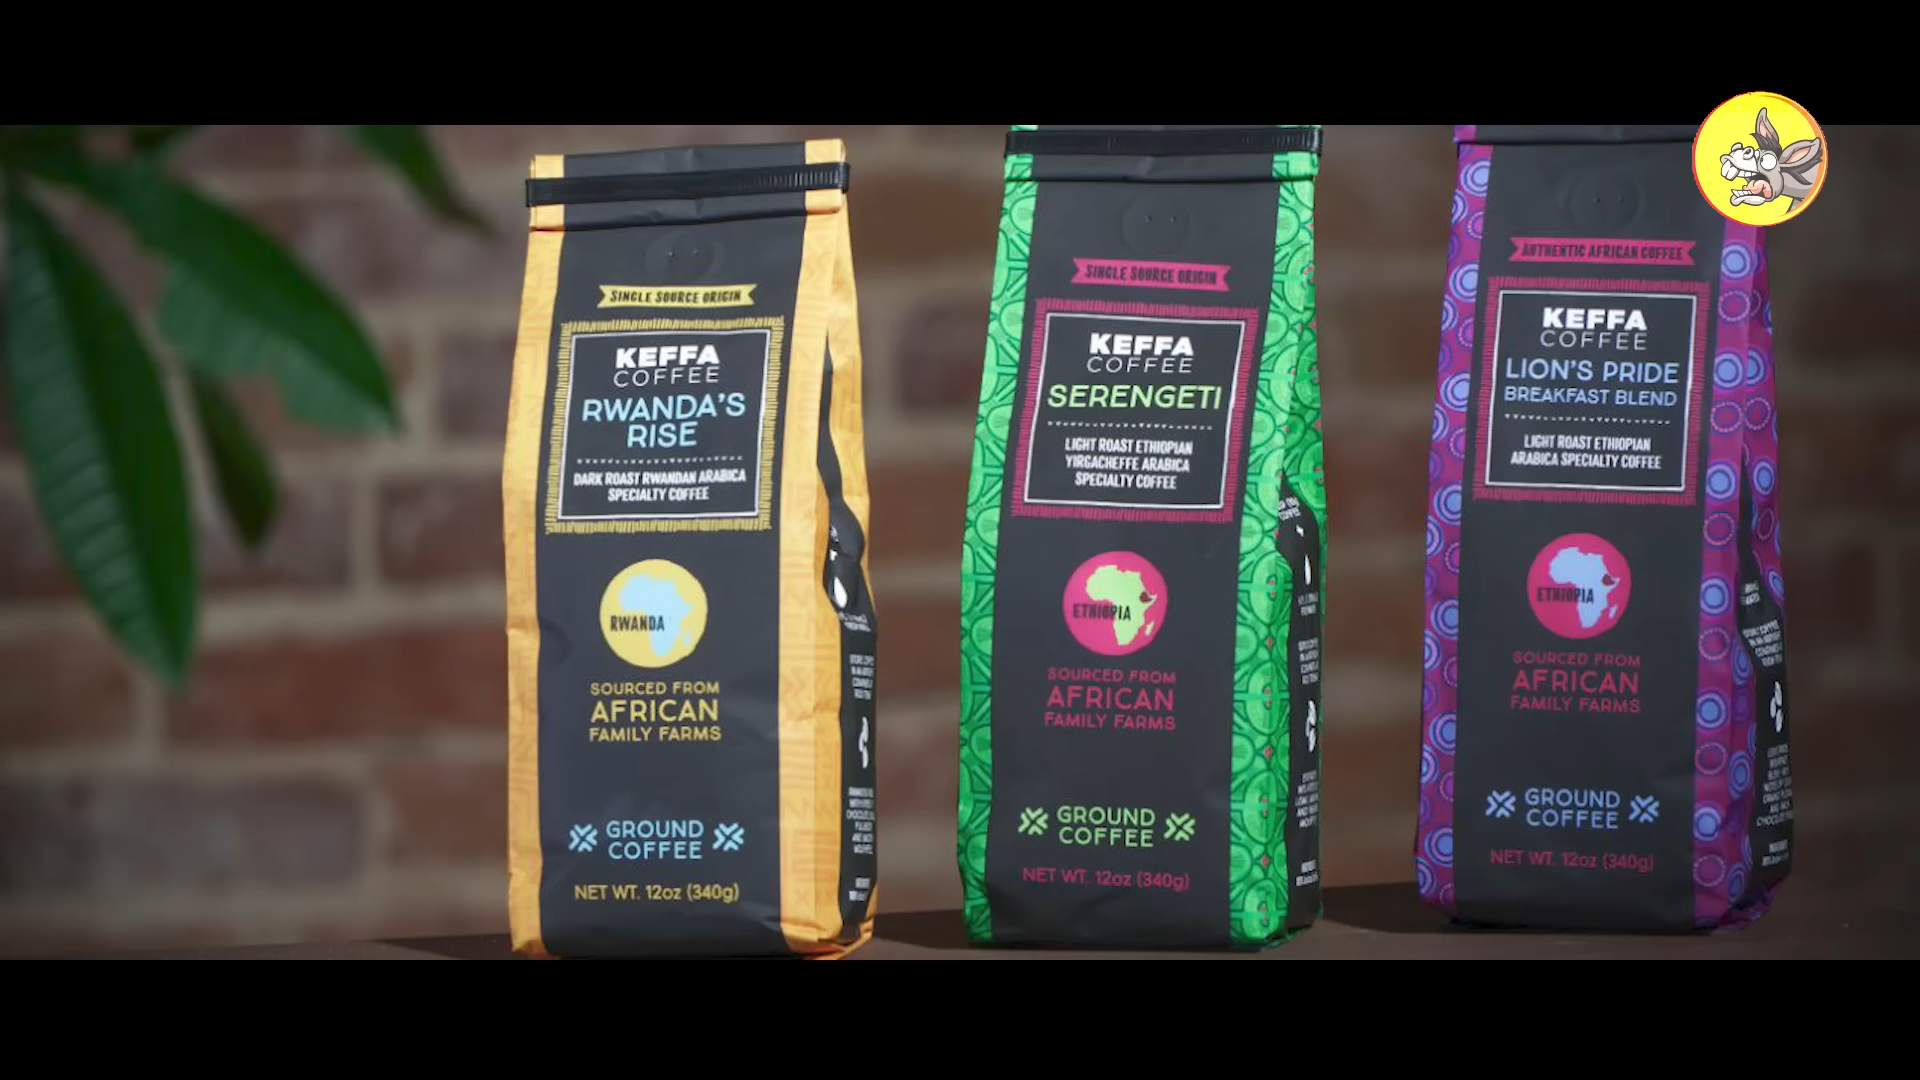 SINGLE SOURCE ORIGIN
KEFFA
COFFEE
RWANDA'S
RISE
DARK ROAST RWANDAN ARABICA
SPECIALTY COFFEE
RWANDA
SOURCED FROM
AFRICAN
FAMILY FARMS
GROUND
COFFEE
NET WT. 12oz (340g)
SINGLE SOURCE ORIGIN
KEFFA
COFFEE
SERENGETI
LIGHT ROAST ETHIOPIAN
YIRGACHEFFE ARABICA
SPECIALTY COFFEE
ETHIOPIA
SOURCED FROM
AFRICAN
FAMILY FARMS
GROUND
COFFEE
NET WT. 12oz (340g)
AUTHENTIC AFRICAN COFFEE
KEFFA
COFFEE
LION'S PRIDE
BREAKFAST BLEND
LIGHT ROAST ETHIOPIAN
ARABICA SPECIALTY COFFEE
ETHIOPIA
SOURCED FROM
AFRICAN
FAMILY FARMS
GROUND
COFFEE
NET WT. 12oz (340g)